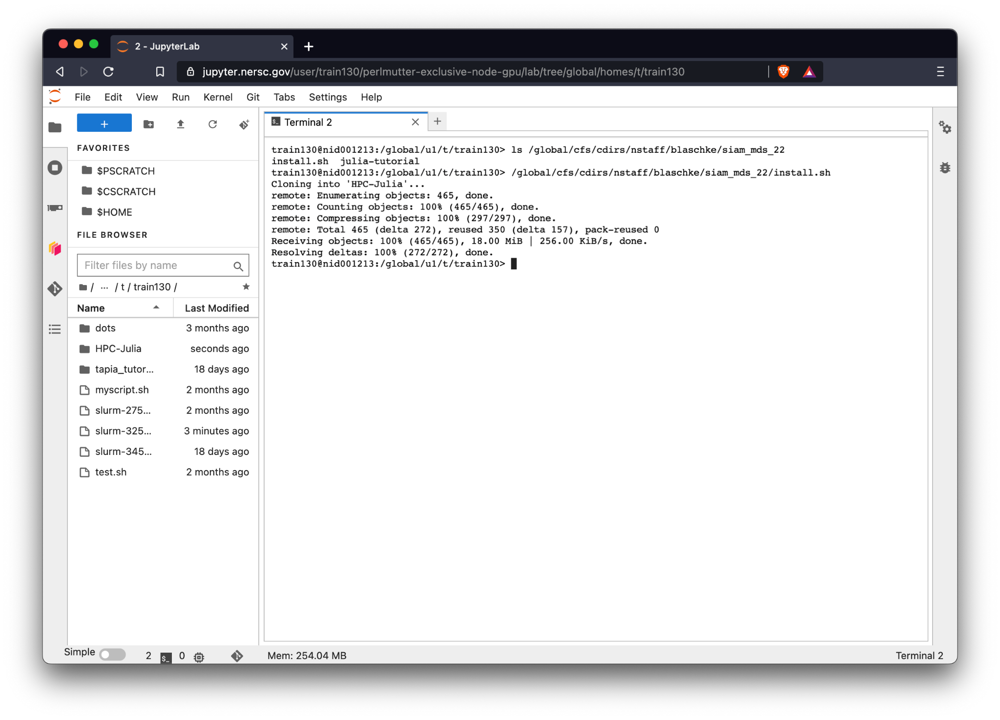 2 - JupyterLab
jupyter.nersc.gov/user/train130/perlmutter-exclusive-node-gpu/lab/tree/global/homes/t/train130
File Edit View Run Kernel Git Tabs Settings Help
+
FAVORITES
$PSCRATCH
$CSCRATCH
$HOME
FILE BROWSER
Filter files by name
/ ... / t / train130 /
Name Last Modified
dots 3 months ago
HPC-Julia seconds ago
tapia_tutor... 18 days ago
myscript.sh 2 months ago
slurm-275... 2 months ago
slurm-325... 3 minutes ago
slurm-345... 18 days ago
test.sh 2 months ago
$_ Terminal 2
train130@nid001213:/global/u1/t/train130> ls /global/cfs/cdirs/nstaff/blaschke/siam_mds_22
install.sh  julia-tutorial
train130@nid001213:/global/u1/t/train130> /global/cfs/cdirs/nstaff/blaschke/siam_mds_22/install.sh
Cloning into 'HPC-Julia'...
remote: Enumerating objects: 465, done.
remote: Counting objects: 100% (465/465), done.
remote: Compressing objects: 100% (297/297), done.
remote: Total 465 (delta 272), reused 350 (delta 157), pack-reused 0
Receiving objects: 100% (465/465), 18.00 MiB | 256.00 KiB/s, done.
Resolving deltas: 100% (272/272), done.
train130@nid001213:/global/u1/t/train130>
Simple 2 $_ 0 Mem: 254.04 MB Terminal 2